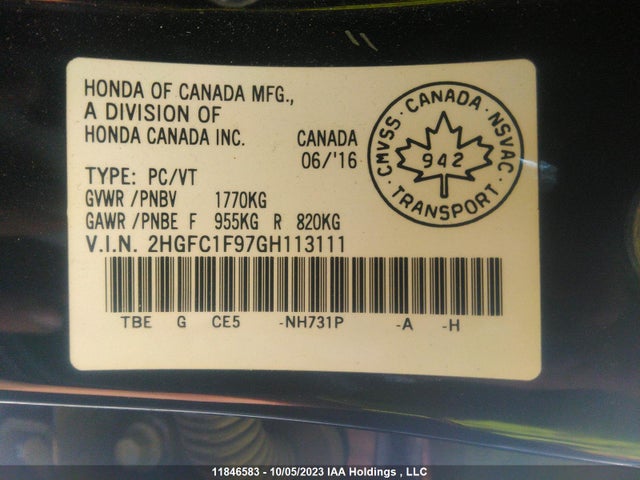 HONDA OF CANADA MFG.,
A DIVISION OF
HONDA CANADA INC. CANADA
06/'16
TYPE: PC/VT
GVWR/PNBV 1770KG
GAWR/PNBE F 955KG R 820KG
V.I.N. 2HGFC1F97GH113111
TBE G CE5 -NH731P -A -H
CMVSS · CANADA · NSVAC
942
· TRANSPORT ·
11846583 - 10/05/2023 IAA Holdings , LLC